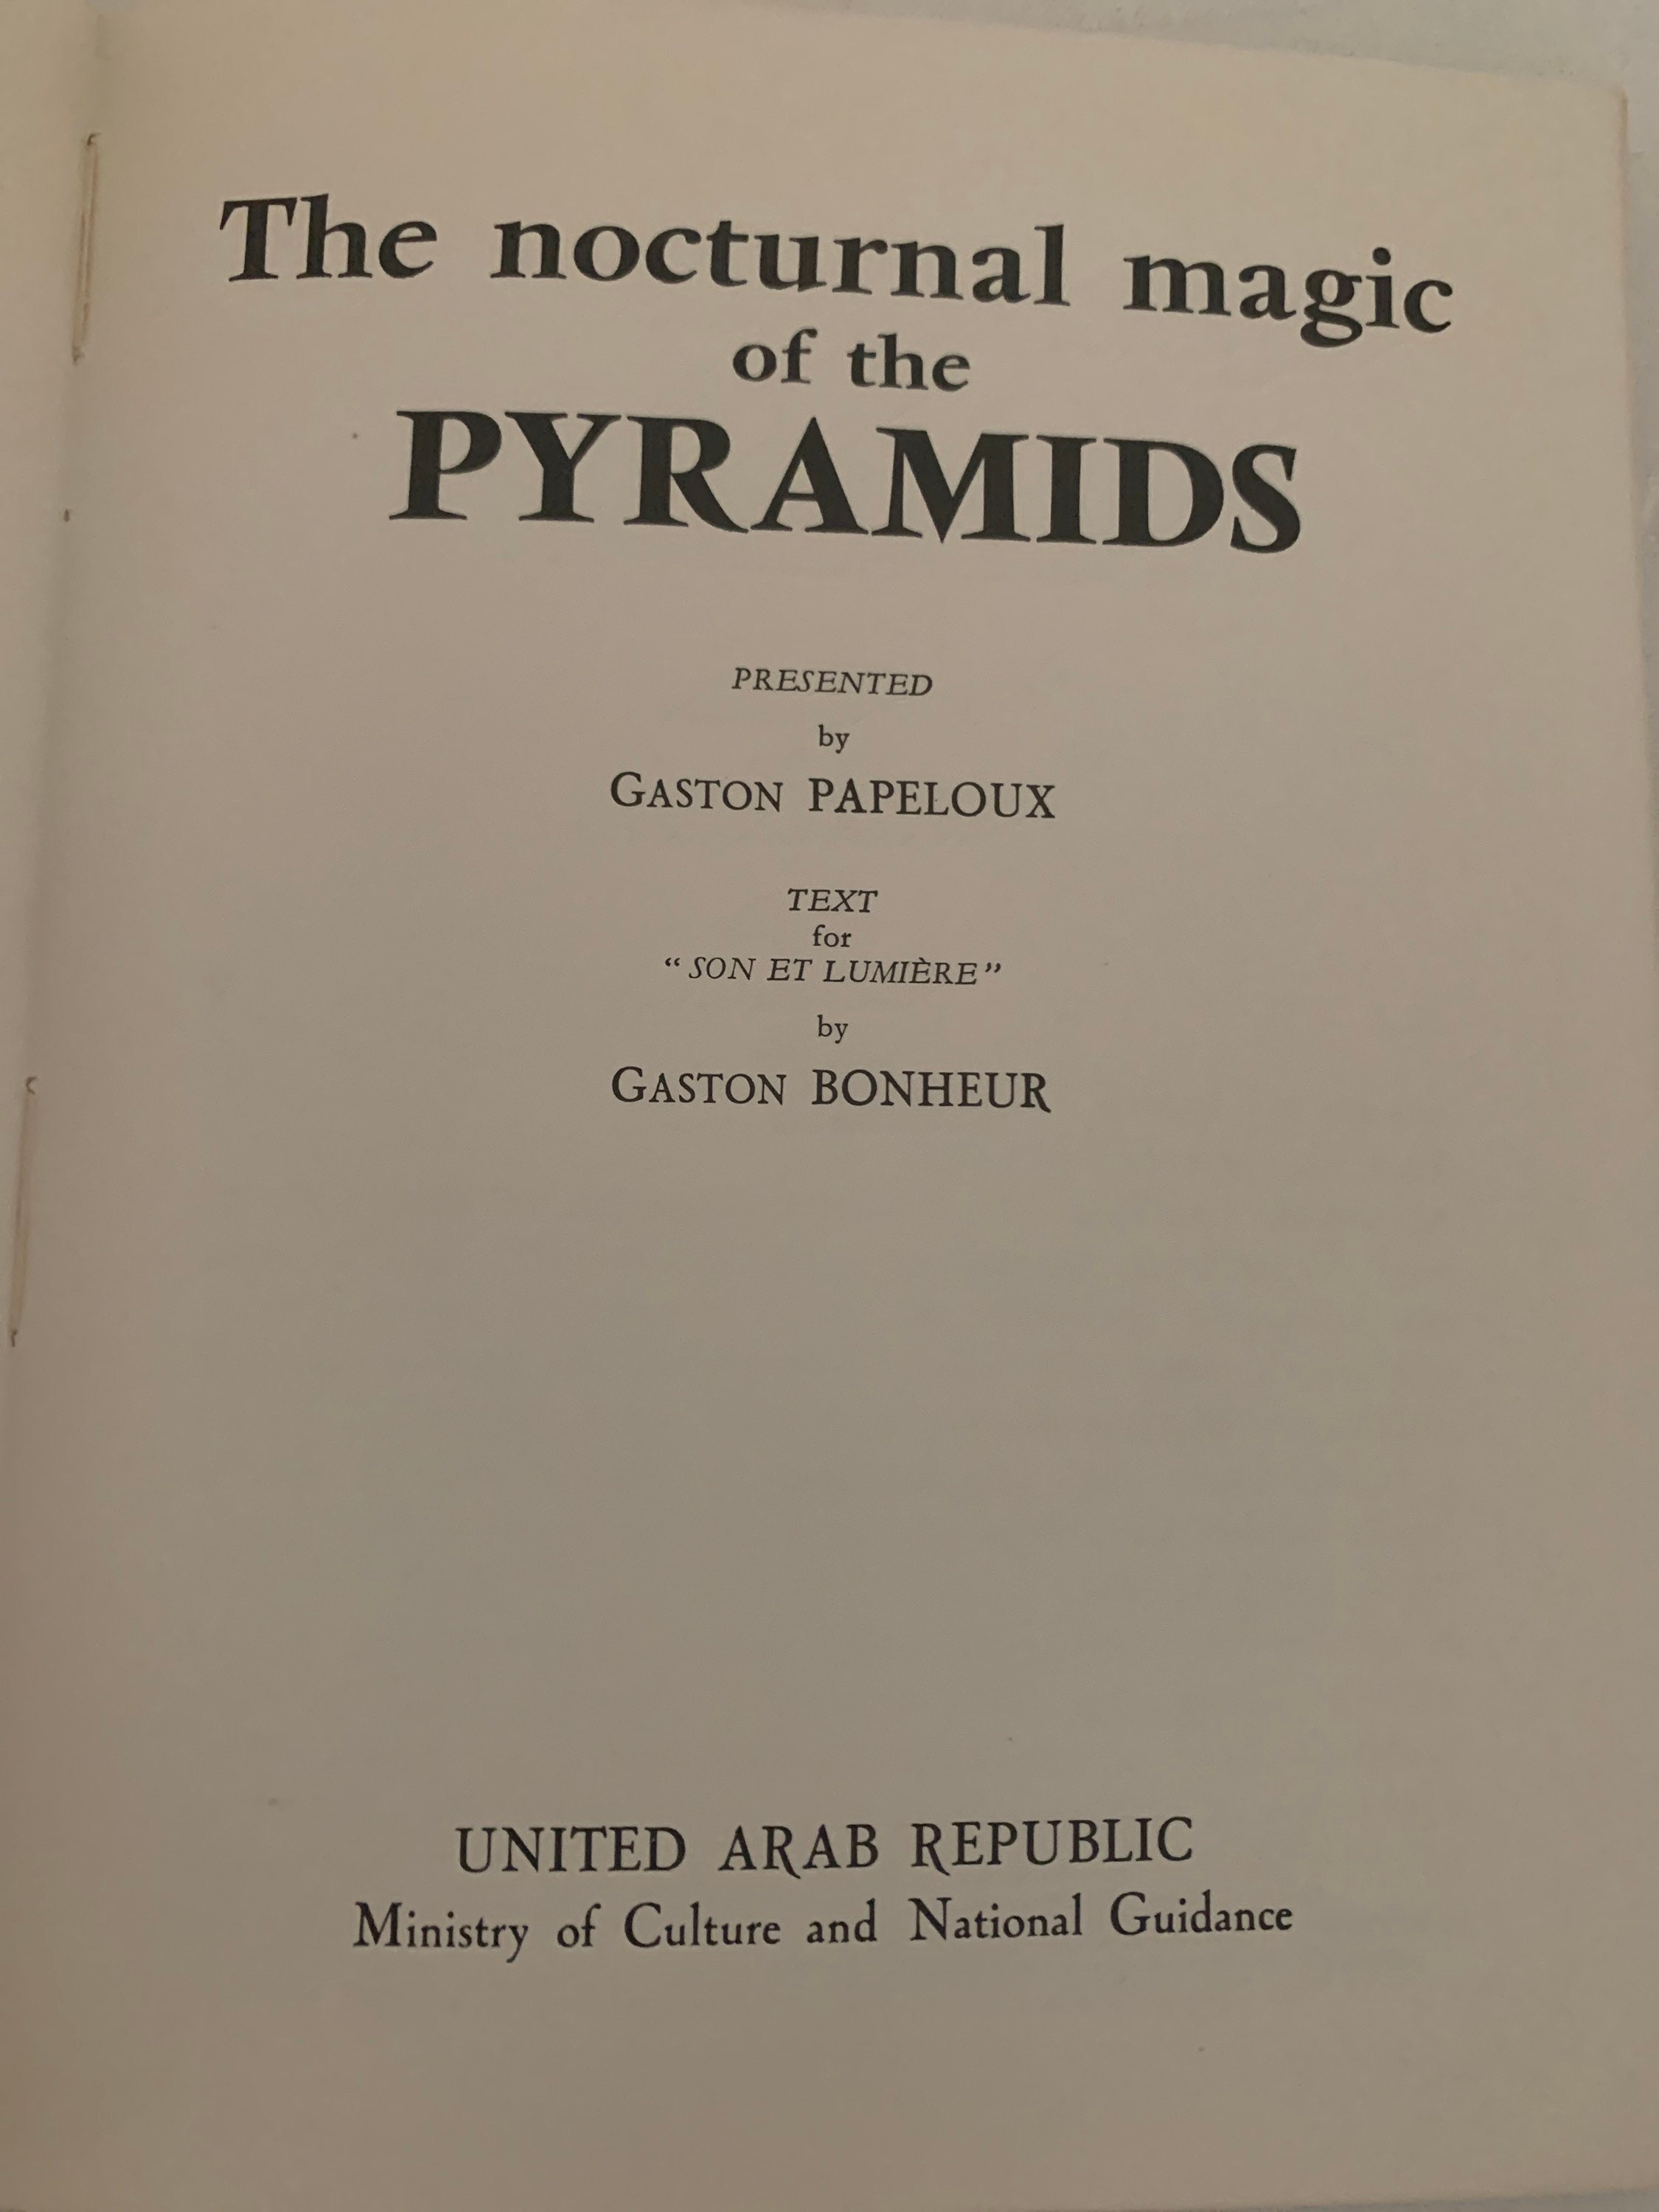 The nocturnal magic
of the
PYRAMIDS
PRESENTED
by
GASTON PAPELOUX
TEXT
for
“SON ET LUMIÈRE”
by
GASTON BONHEUR
UNITED ARAB REPUBLIC
Ministry of Culture and National Guidance